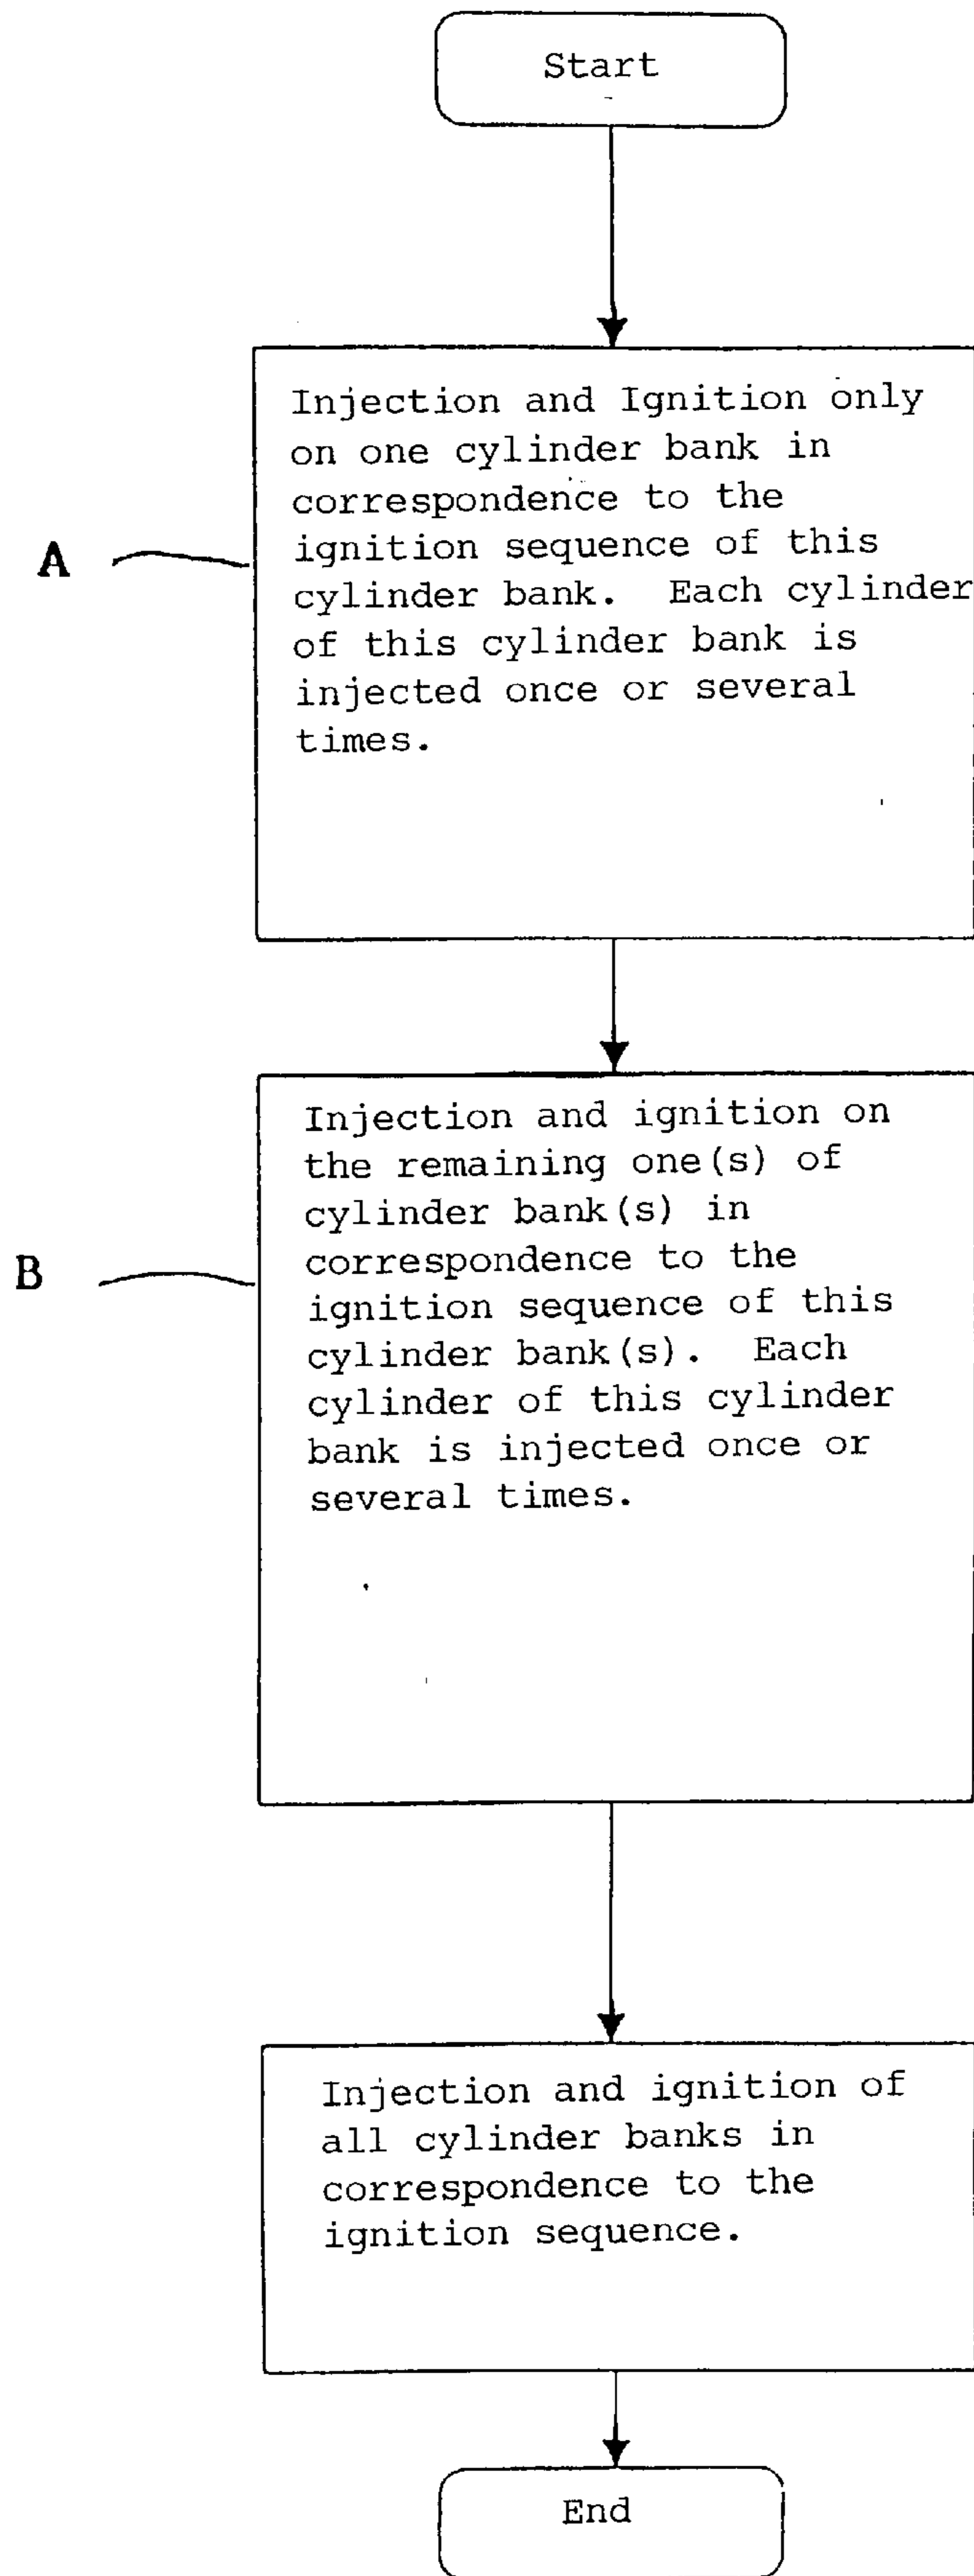 Start
Injection and Ignition only
on one cylinder bank in
correspondence to the
ignition sequence of this
cylinder bank.  Each cylinder
of this cylinder bank is
injected once or several
times.
A
Injection and ignition on
the remaining one(s) of
cylinder bank(s) in
correspondence to the
ignition sequence of this
cylinder bank(s).  Each
cylinder of this cylinder
bank is injected once or
several times.
B
Injection and ignition of
all cylinder banks in
correspondence to the
ignition sequence.
End